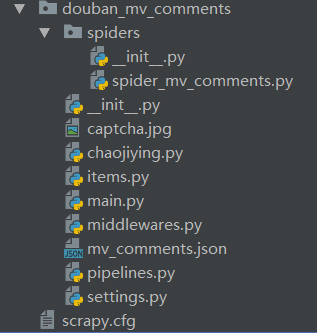 douban_mv_comments
spiders
__init__.py
spider_mv_comments.py
__init__.py
captcha.jpg
chaojiying.py
items.py
main.py
middlewares.py
JSON mv_comments.json
pipelines.py
settings.py
scrapy.cfg